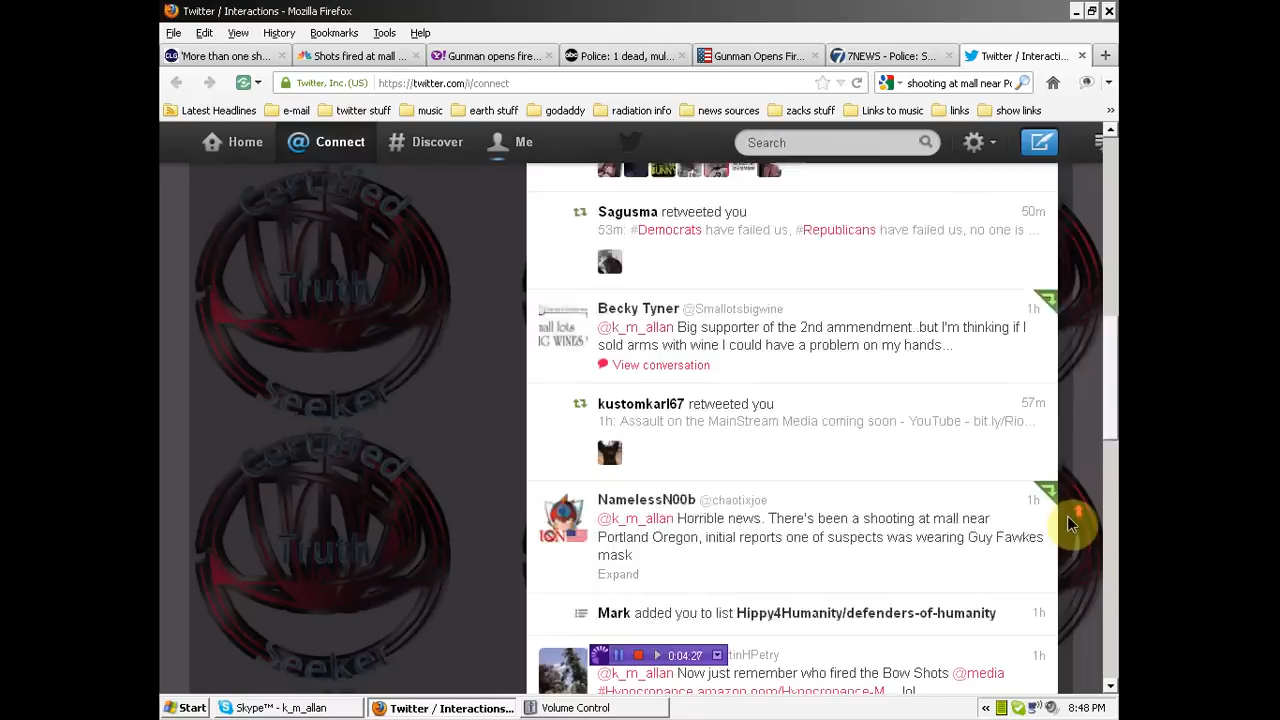 Twitter / Interactions - Mozilla Firefox
File Edit View History Bookmarks Tools Help
'More than one sh...
Shots fired at mall ...
Gunman opens fire...
Police: 1 dead, mul...
Gunman Opens Fir...
7NEWS - Police: S...
Twitter / Interacti...
Twitter, Inc. (US) https://twitter.com/i/connect
shooting at mall near Po
Latest Headlines e-mail twitter stuff music earth stuff godaddy radiation info news sources zacks stuff Links to music links show links
Home Connect Discover Me Search
Certified
Truth
Seeker
Certified
Truth
Seeker
Sagusma retweeted you 50m
53m: #Democrats have failed us, #Republicans have failed us, no one is ...
Becky Tyner @Smallotsbigwine 1h
@k_m_allan Big supporter of the 2nd ammendment..but I'm thinking if I
sold arms with wine I could have a problem on my hands...
View conversation
kustomkarl67 retweeted you 57m
1h: Assault on the MainStream Media coming soon - YouTube - bit.ly/Rio...
NamelessN00b @chaotixjoe 1h
@k_m_allan Horrible news. There's been a shooting at mall near
Portland Oregon, initial reports one of suspects was wearing Guy Fawkes
mask
Expand
Mark added you to list Hippy4Humanity/defenders-of-humanity 1h
0:04:27
tinHPetry 1h
@k_m_allan Now just remember who fired the Bow Shots @media
Start Skype™ - k_m_allan Twitter / Interactions... Volume Control 8:48 PM